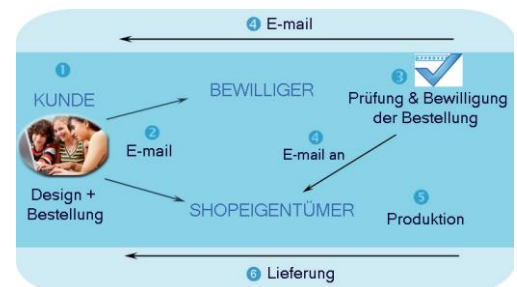 4 E-mail
1
KUNDE
BEWILLIGER
APPROVED
3
Prüfung & Bewilligung
der Bestellung
2
E-mail
4
E-mail an
Design +
Bestellung
SHOPEIGENTÜMER
5
Produktion
6 Lieferung